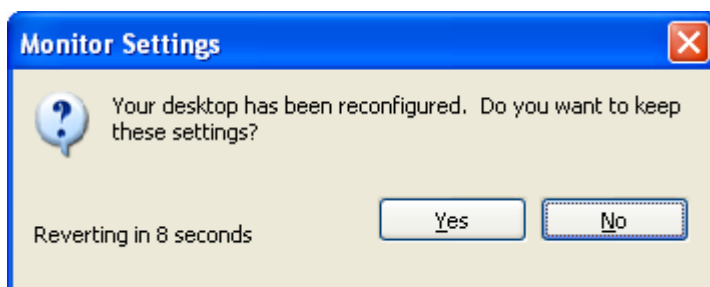 Monitor Settings
Your desktop has been reconfigured.  Do you want to keep
these settings?
Reverting in 8 seconds
Yes
No